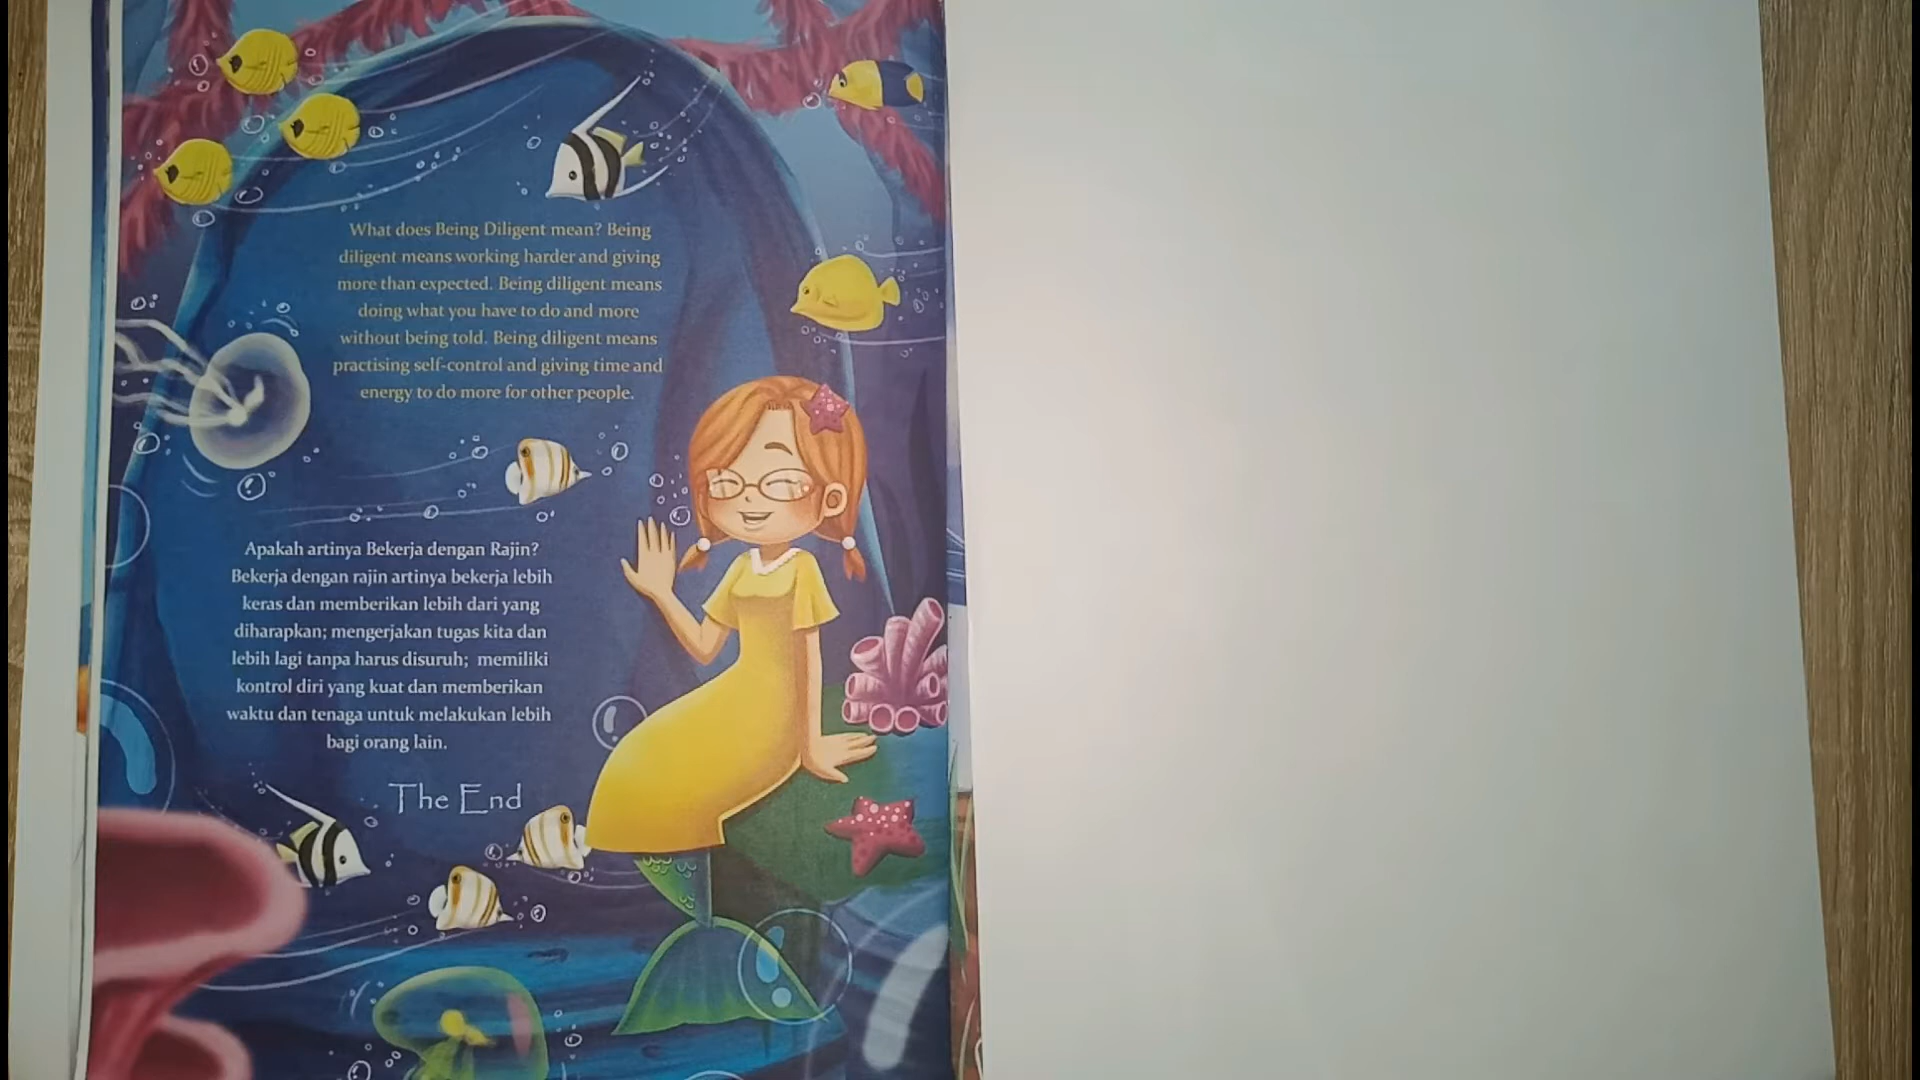 What does Being Diligent mean? Being
diligent means working harder and giving
more than expected. Being diligent means
doing what you have to do and more
without being told. Being diligent means
practising self-control and giving time and
energy to do more for other people.
Apakah artinya Bekerja dengan Rajin?
Bekerja dengan rajin artinya bekerja lebih
keras dan memberikan lebih dari yang
diharapkan; mengerjakan tugas kita dan
lebih lagi tanpa harus disuruh; memiliki
kontrol diri yang kuat dan memberikan
waktu dan tenaga untuk melakukan lebih
bagi orang lain.
The End